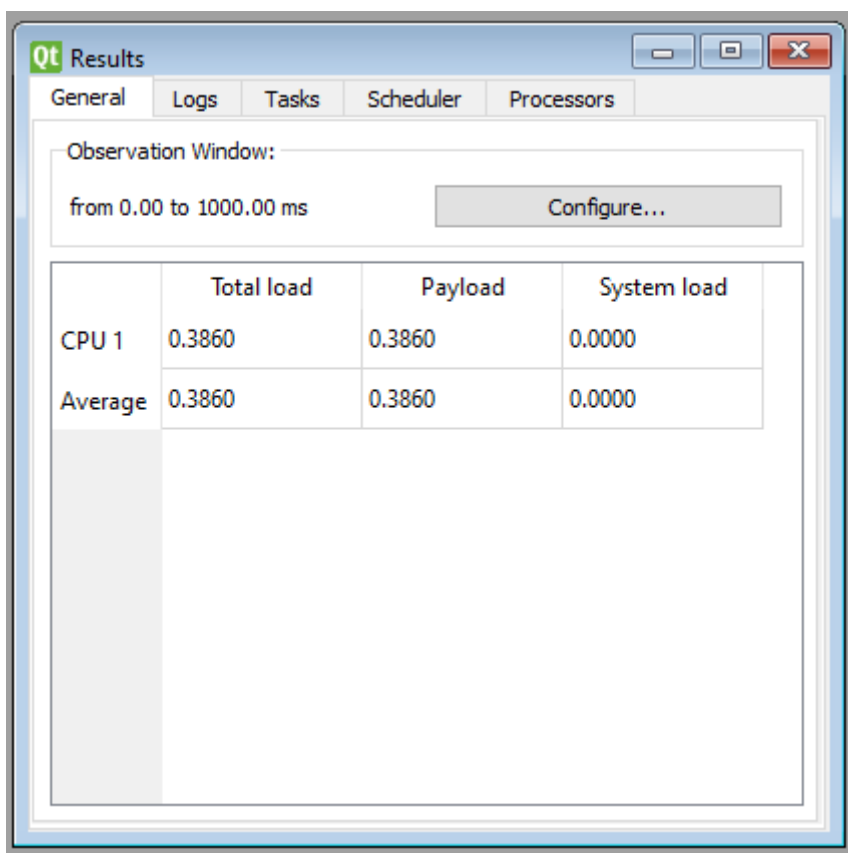 Qt Results
General Logs Tasks Scheduler Processors
Observation Window:
from 0.00 to 1000.00 ms Configure...
Total load Payload System load
CPU 1 0.3860 0.3860 0.0000
Average 0.3860 0.3860 0.0000